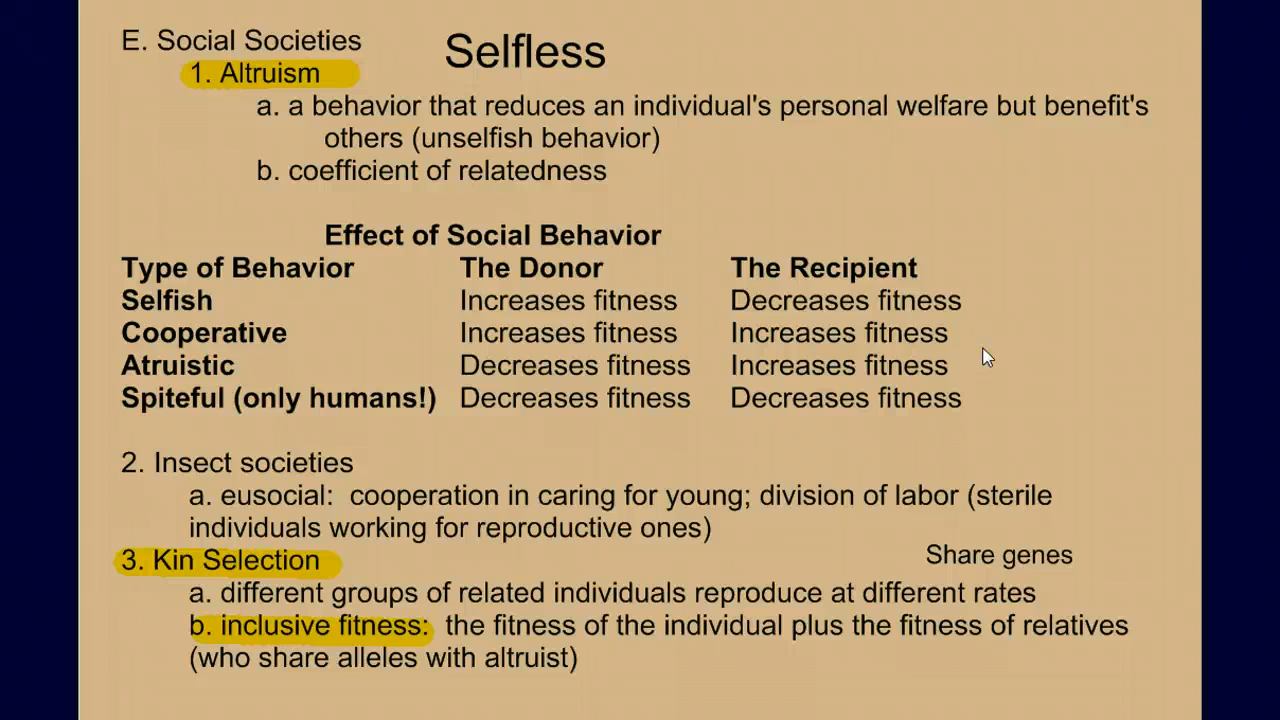 E. Social Societies
Selfless
1. Altruism
a. a behavior that reduces an individual's personal welfare but benefit's
others (unselfish behavior)
b. coefficient of relatedness
Effect of Social Behavior
Type of Behavior The Donor The Recipient
Selfish Increases fitness Decreases fitness
Cooperative Increases fitness Increases fitness
Atruistic Decreases fitness Increases fitness
Spiteful (only humans!) Decreases fitness Decreases fitness
2. Insect societies
a. eusocial: cooperation in caring for young; division of labor (sterile
individuals working for reproductive ones)
3. Kin Selection
Share genes
a. different groups of related individuals reproduce at different rates
b. inclusive fitness: the fitness of the individual plus the fitness of relatives
(who share alleles with altruist)